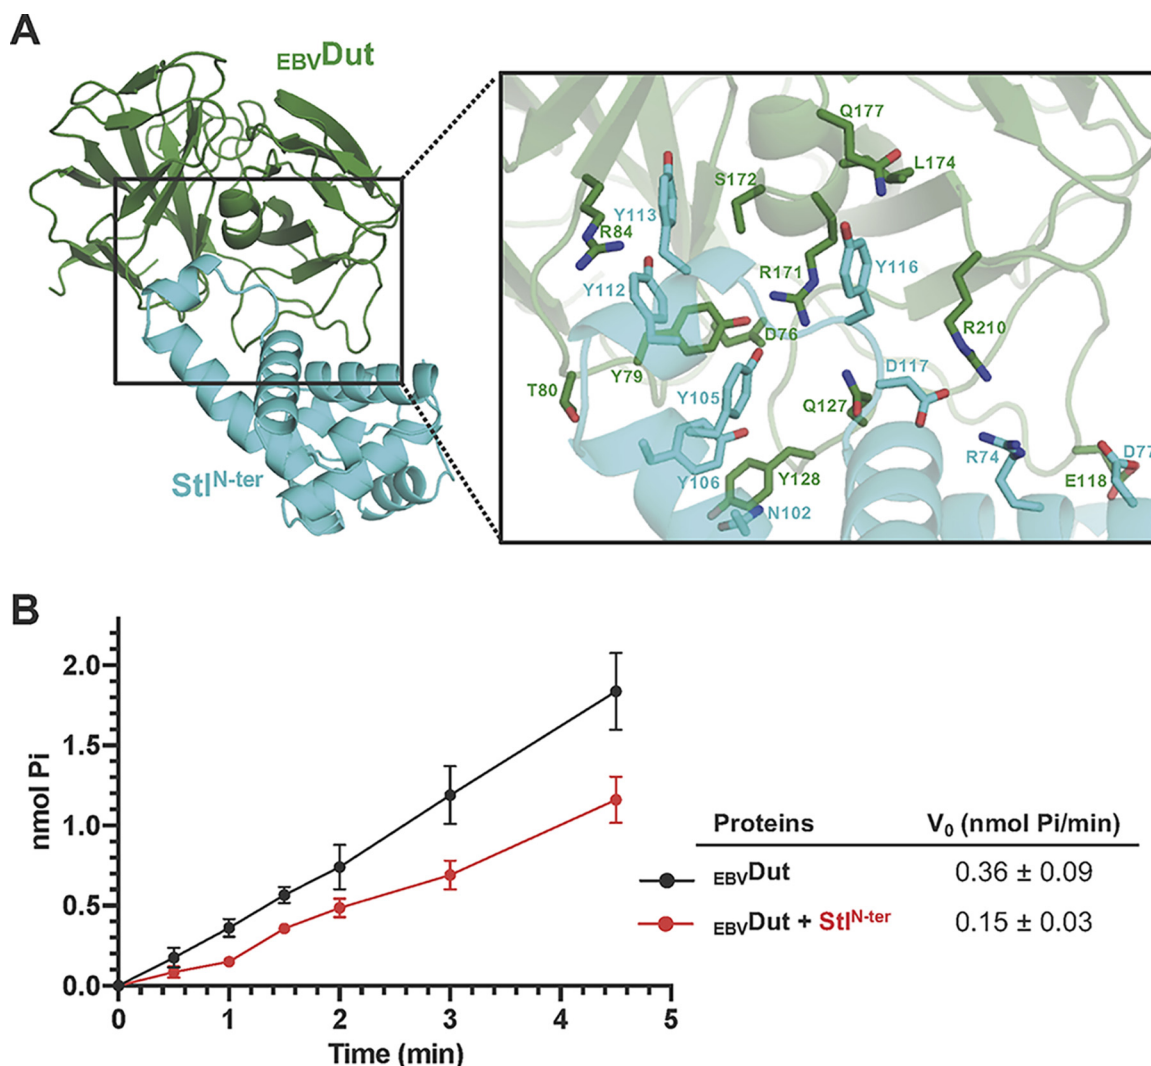 A
EBVDut
StlN-ter
Q177
L174
S172
Y113
R84
Y112
R171
Y116
D76
R210
Y79
T80
D117
Y105
Q127
R74
D77
Y106
Y128
E118
N102
B
nmol Pi
2.0
1.5
1.0
0.5
0.0
0 1 2 3 4 5
Time (min)
Proteins V0 (nmol Pi/min)
EBVDut 0.36 ± 0.09
EBVDut + StlN-ter 0.15 ± 0.03